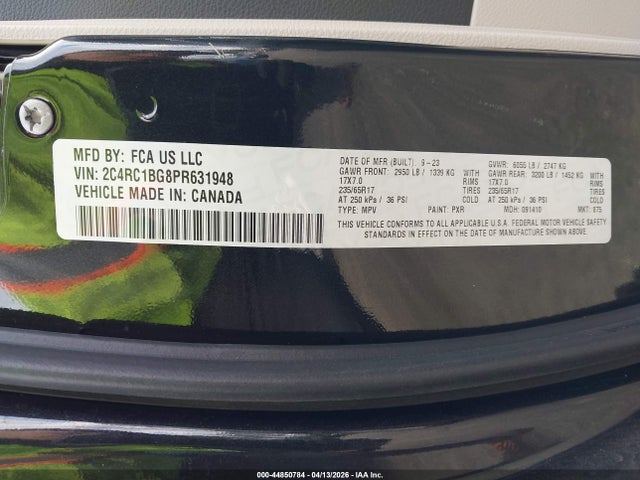 MFD BY: FCA US LLC
VIN: 2C4RC1BG8PR631948
VEHICLE MADE IN: CANADA
DATE OF MFR (BUILT): 9-23 GVWR: 6055 LB / 2747 KG
GAWR FRONT: 2950 LB / 1339 KG GAWR REAR: 3200 LB / 1452 KG
17X7.0 RIMS 17X7.0 RIMS
235/65R17 TIRES 235/65R17 TIRES
AT 250 kPa / 36 PSI COLD AT 250 kPa / 36 PSI COLD
TYPE: MPV PAINT: PXR MDH: 091410 MKT: 875
THIS VEHICLE CONFORMS TO ALL APPLICABLE U.S.A. FEDERAL MOTOR VEHICLE SAFETY
STANDARDS IN EFFECT ON THE DATE OF MANUFACTURE SHOWN ABOVE.
000-44850784 - 04/13/2026 - IAA Inc.